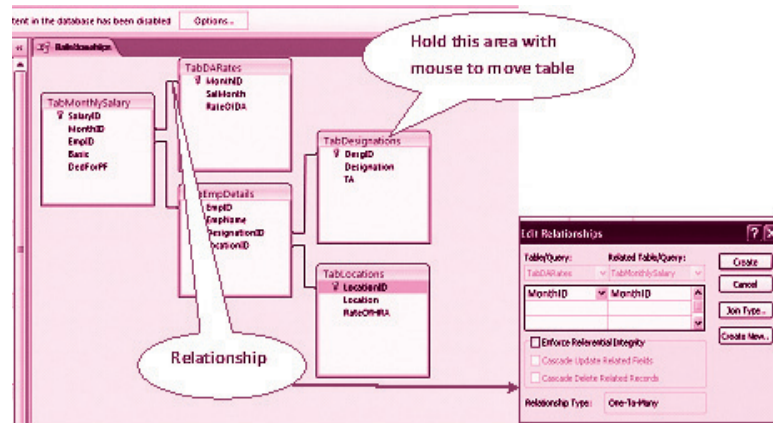 tent in the database has been disabled Options...
Relationships
Hold this area with
mouse to move table
TabDARates
MonthID
SalMonth
RateOfDA
TabMonthlySalary
SalaryID
MonthID
EmpID
Basic
DedForPF
TabDesignations
DesgID
Designation
TA
EmpDetails
EmpID
EmpName
DesignationID
LocationID
TabLocations
LocationID
Location
RateOfHRA
Relationship
Edit Relationships
Table/Query: Related Table/Query:
TabDARates TabMonthlySalary
MonthID MonthID
Create
Cancel
Join Type..
Create New..
Enforce Referential Integrity
Cascade Update Related Fields
Cascade Delete Related Records
Relationship Type: One-To-Many